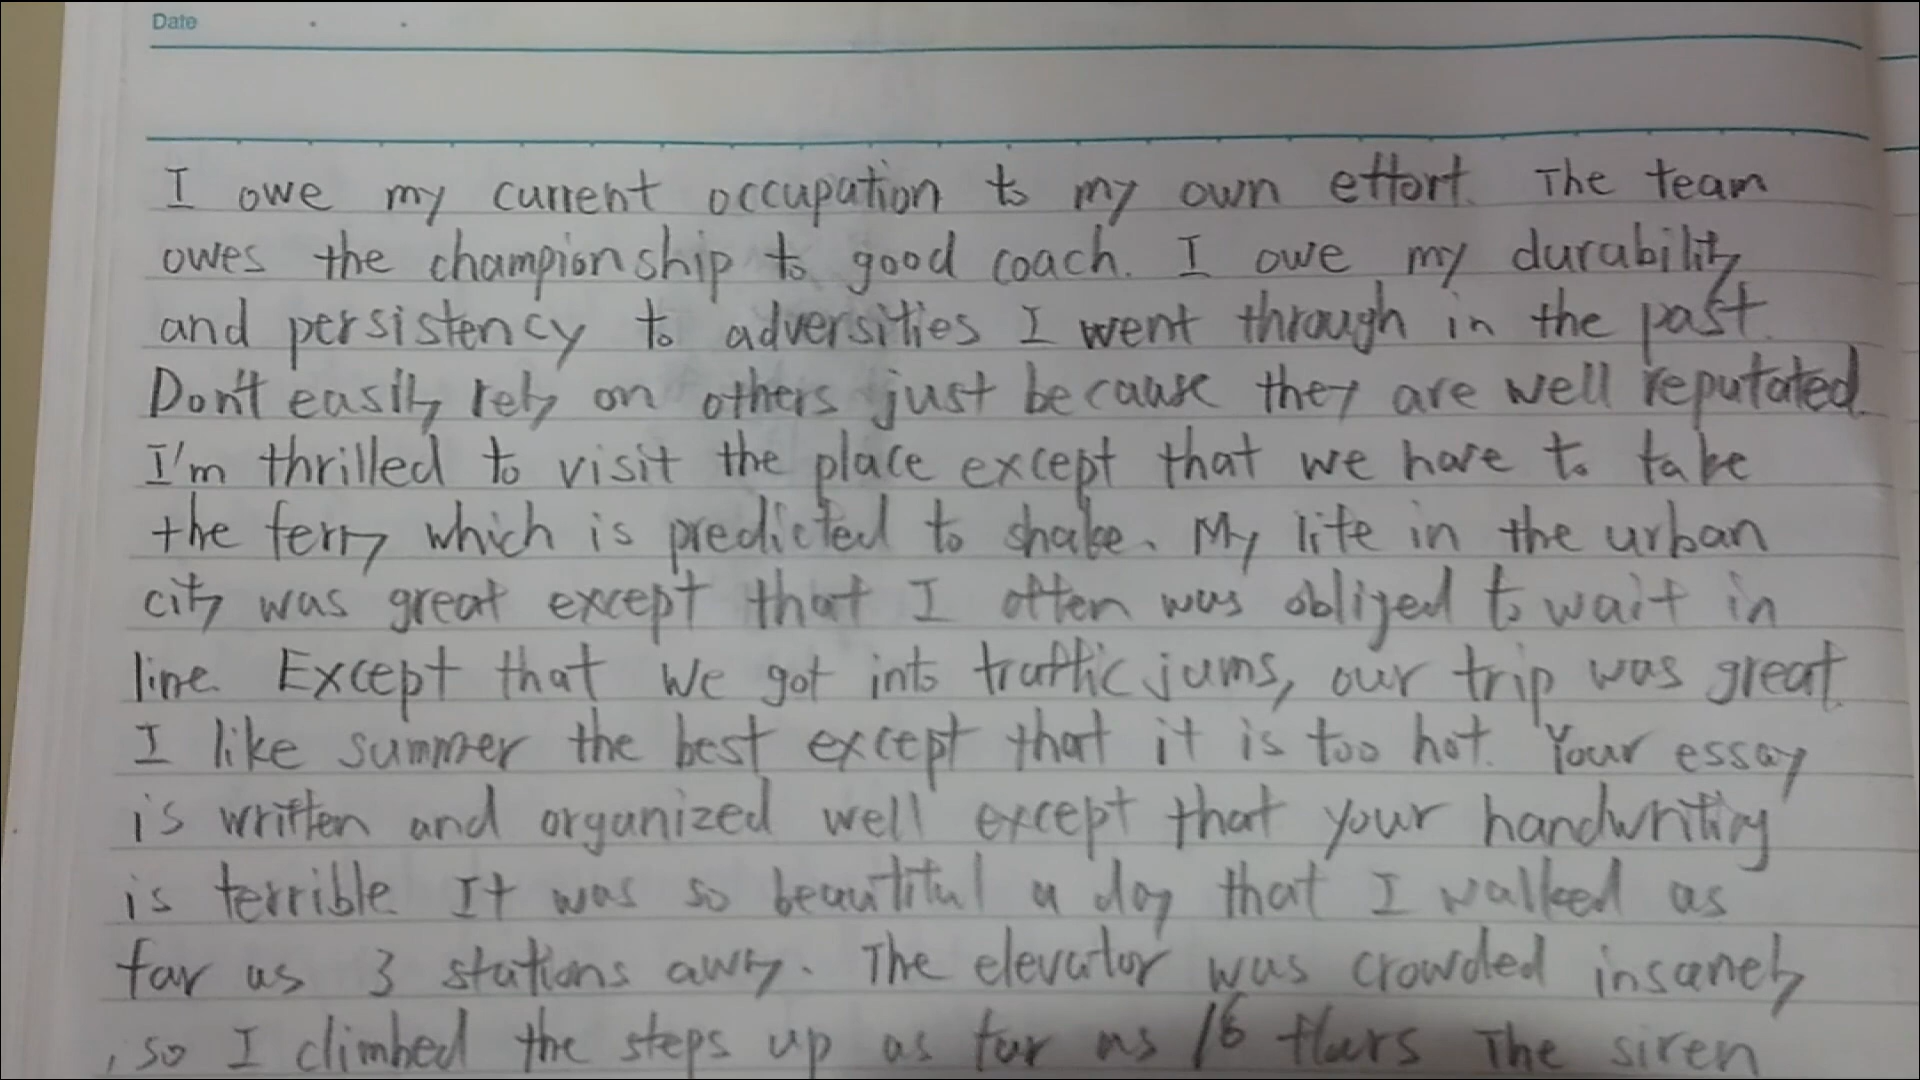 Date
I owe my current occupation to my own effort. The team
owes the championship to good coach. I owe my durability
and persistency to adversities I went through in the past.
Don't easily rely on others just because they are well reputated.
I'm thrilled to visit the place except that we have to take
the ferry which is predicted to shake. My life in the urban
city was great except that I often was obliged to wait in
line. Except that we got into traffic jams, our trip was great.
I like summer the best except that it is too hot. Your essay
is written and organized well except that your handwriting
is terrible. It was so beautiful a day that I walked as
far as 3 stations away. The elevator was crowded insanely
, so I climbed the steps up as far as 16 floors The siren